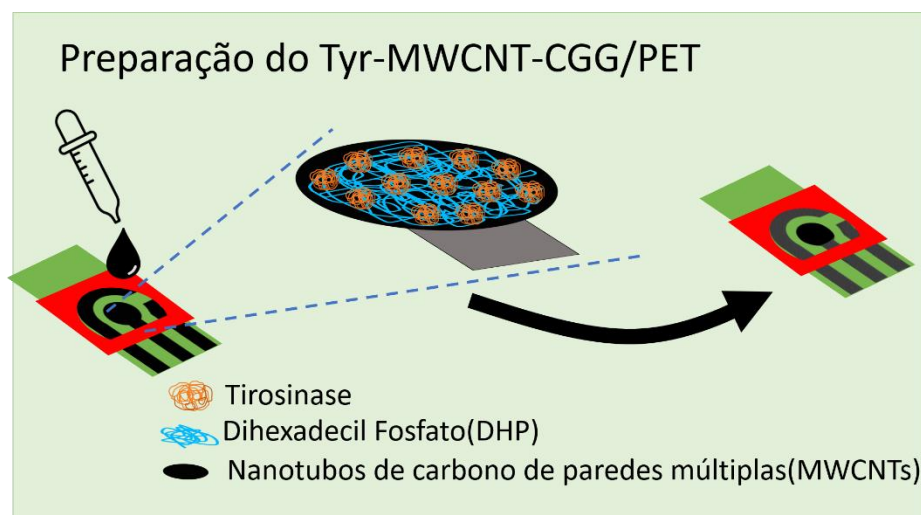 Preparação do Tyr-MWCNT-CGG/PET
Tirosinase
Dihexadecil Fosfato(DHP)
Nanotubos de carbono de paredes múltiplas(MWCNTs)